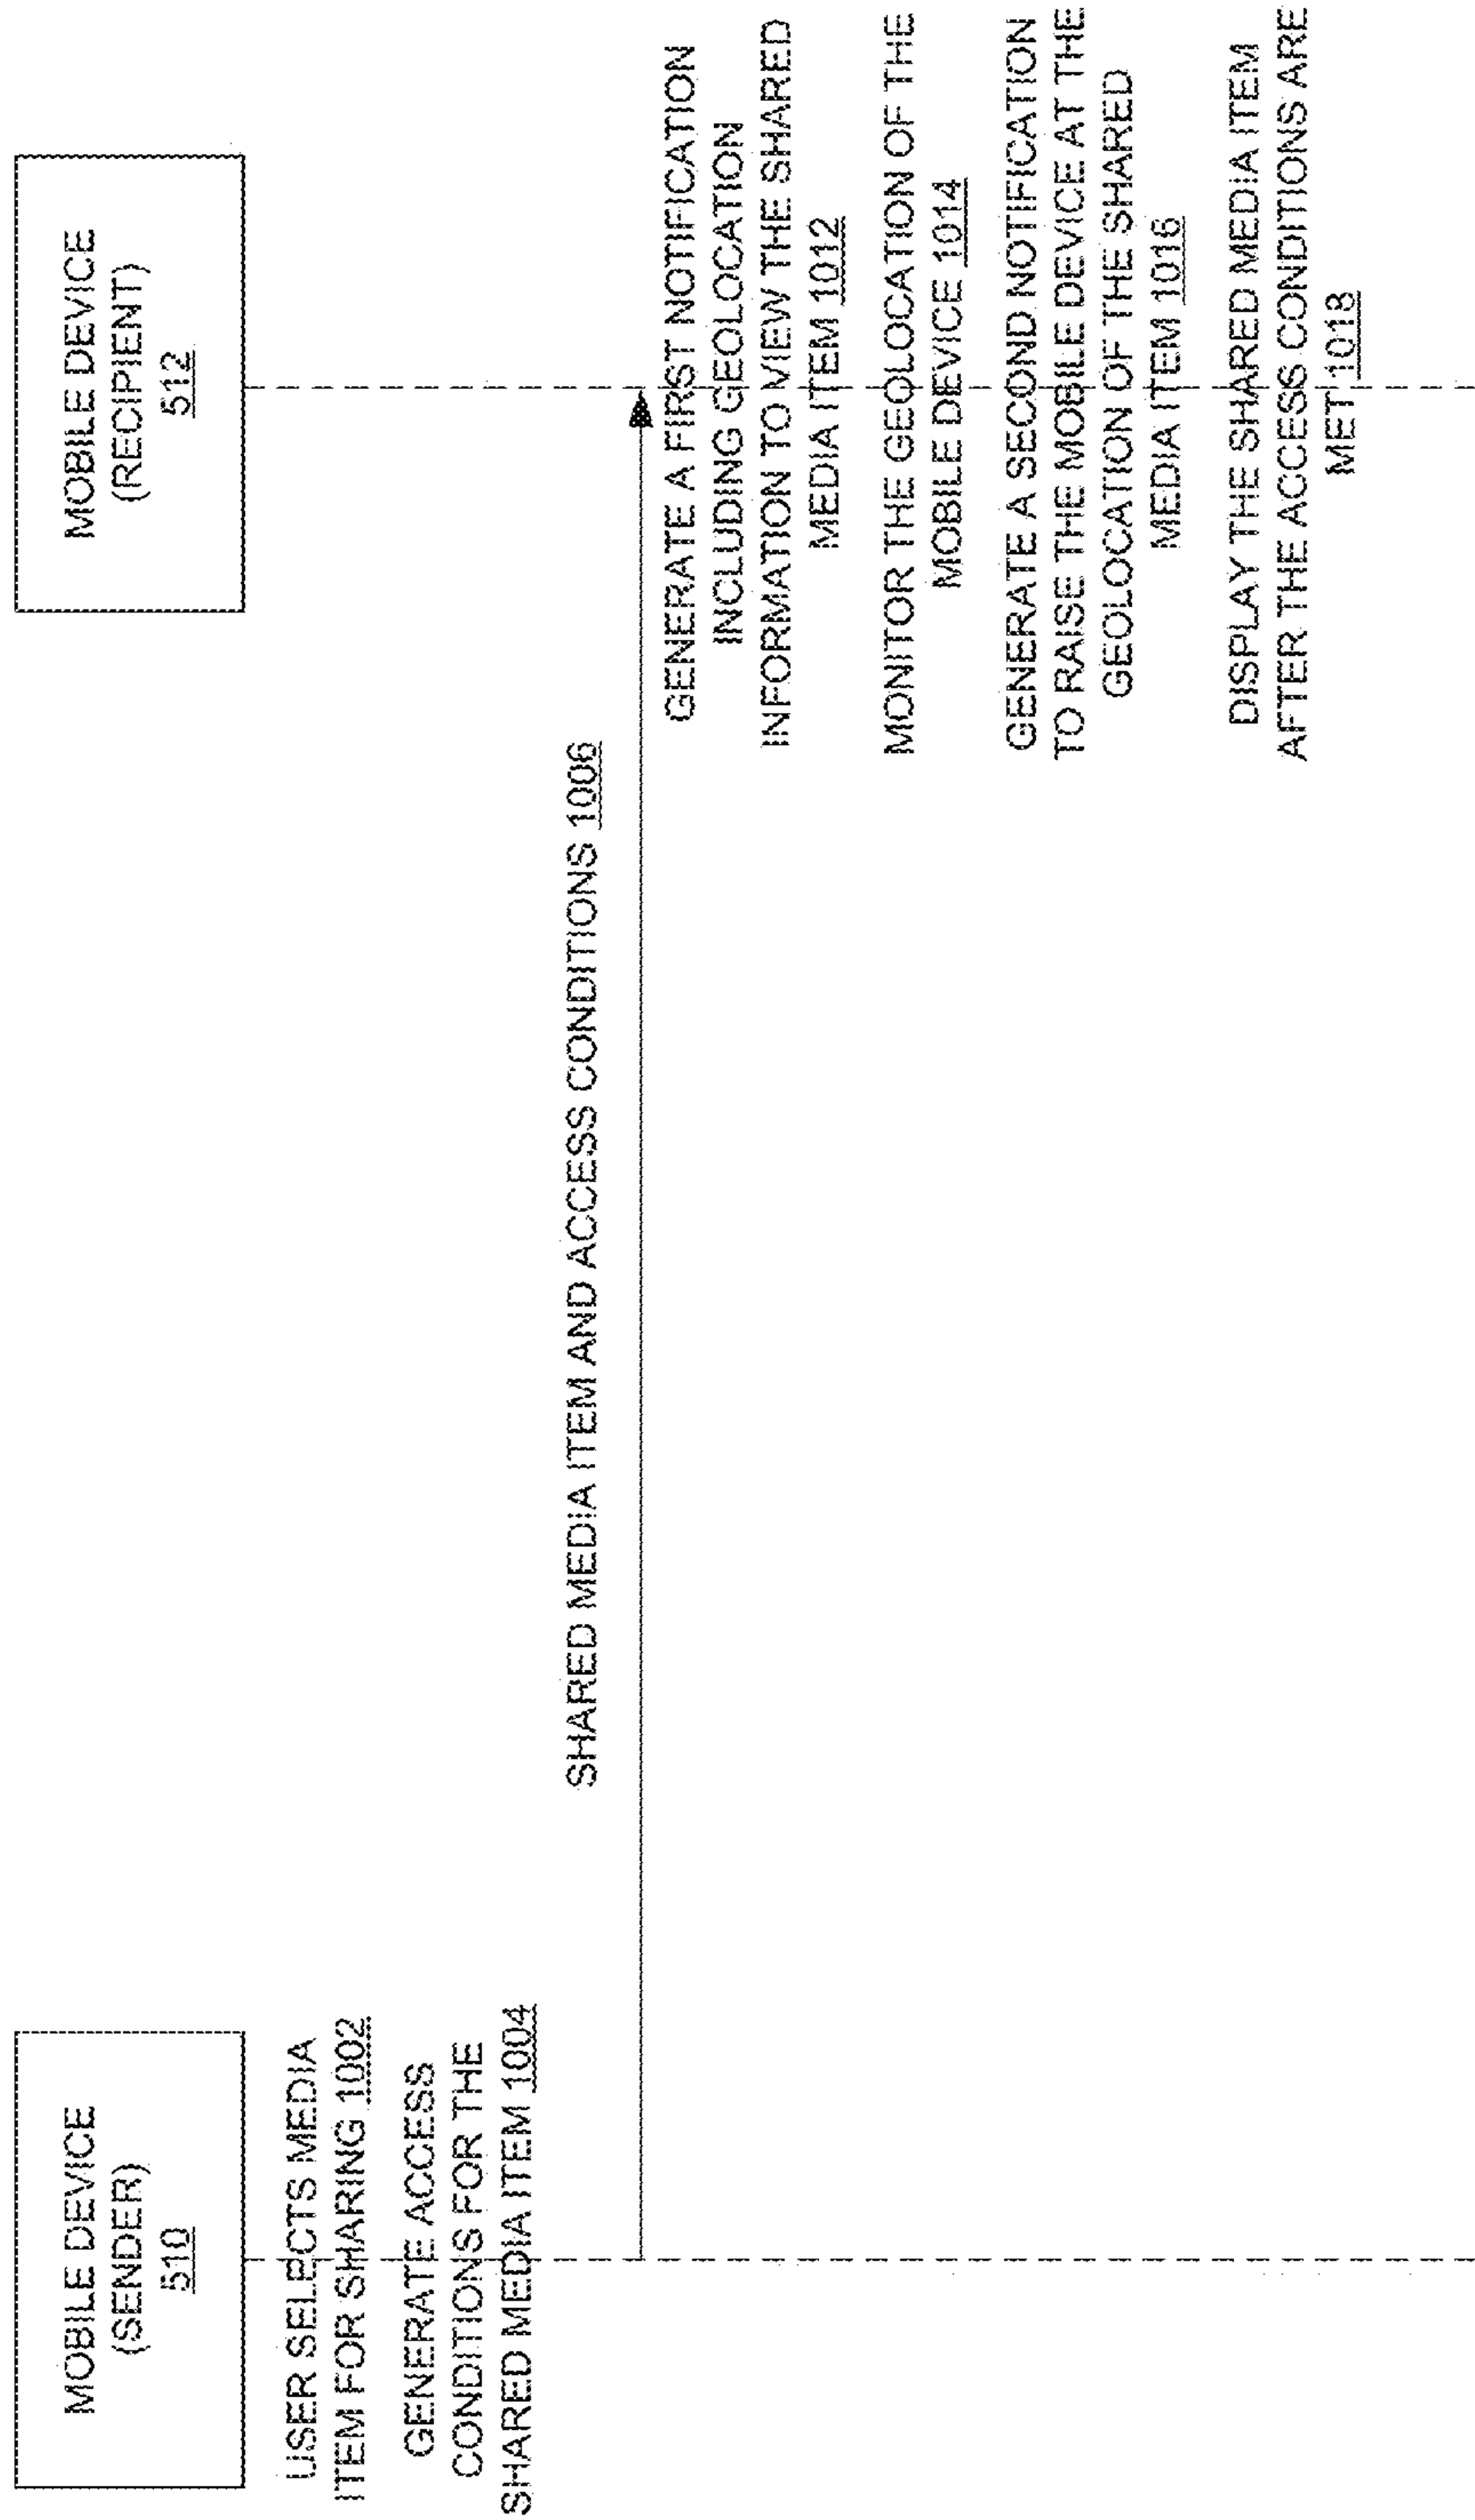 MOBILE DEVICE
(SENDER)
510
MOBILE DEVICE
(RECIPIENT)
512
USER SELECTS MEDIA
ITEM FOR SHARING 1002
GENERATE ACCESS
CONDITIONS FOR THE
SHARED MEDIA ITEM 1004
SHARED MEDIA ITEM AND ACCESS CONDITIONS 1006
GENERATE A FIRST NOTIFICATION
INCLUDING GEOLOCATION
INFORMATION TO VIEW THE SHARED
MEDIA ITEM 1012
MONITOR THE GEOLOCATION OF THE
MOBILE DEVICE 1014
GENERATE A SECOND NOTIFICATION
TO RAISE THE MOBILE DEVICE AT THE
GEOLOCATION OF THE SHARED
MEDIA ITEM 1016
DISPLAY THE SHARED MEDIA ITEM
AFTER THE ACCESS CONDITIONS ARE
MET 1018